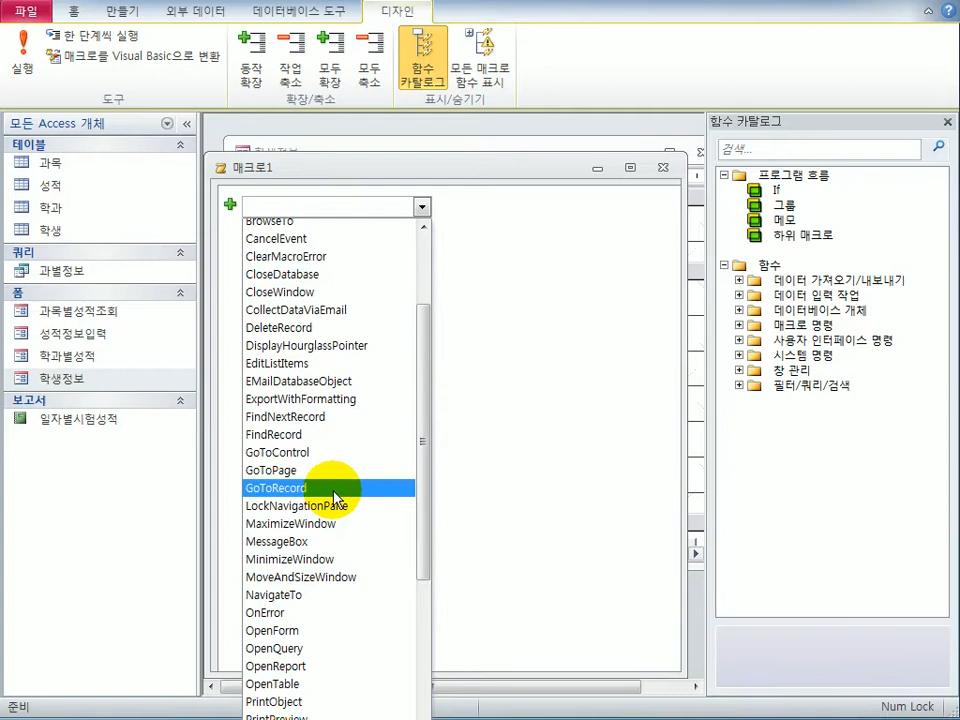 파일 홈 만들기 외부 데이터 데이터베이스 도구 디자인
실행
한 단계씩 실행
매크로를 Visual Basic으로 변환
도구
동작 확장
작업 축소
모두 확장
모두 축소
확장/축소
함수 카탈로그
모든 매크로 함수 표시
표시/숨기기
모든 Access 개체
테이블
과목
성적
학과
학생
쿼리
과별정보
폼
과목별성적조회
성적정보입력
학과별성적
학생정보
보고서
일자별시험성적
매크로1
BrowseTo
CancelEvent
ClearMacroError
CloseDatabase
CloseWindow
CollectDataViaEmail
DeleteRecord
DisplayHourglassPointer
EditListItems
EMailDatabaseObject
ExportWithFormatting
FindNextRecord
FindRecord
GoToControl
GoToPage
GoToRecord
LockNavigationPane
MaximizeWindow
MessageBox
MinimizeWindow
MoveAndSizeWindow
NavigateTo
OnError
OpenForm
OpenQuery
OpenReport
OpenTable
PrintObject
PrintPreview
함수 카탈로그
검색...
프로그램 흐름
If
그룹
메모
하위 매크로
함수
데이터 가져오기/내보내기
데이터 입력 작업
데이터베이스 개체
매크로 명령
사용자 인터페이스 명령
시스템 명령
창 관리
필터/쿼리/검색
준비
Num Lock